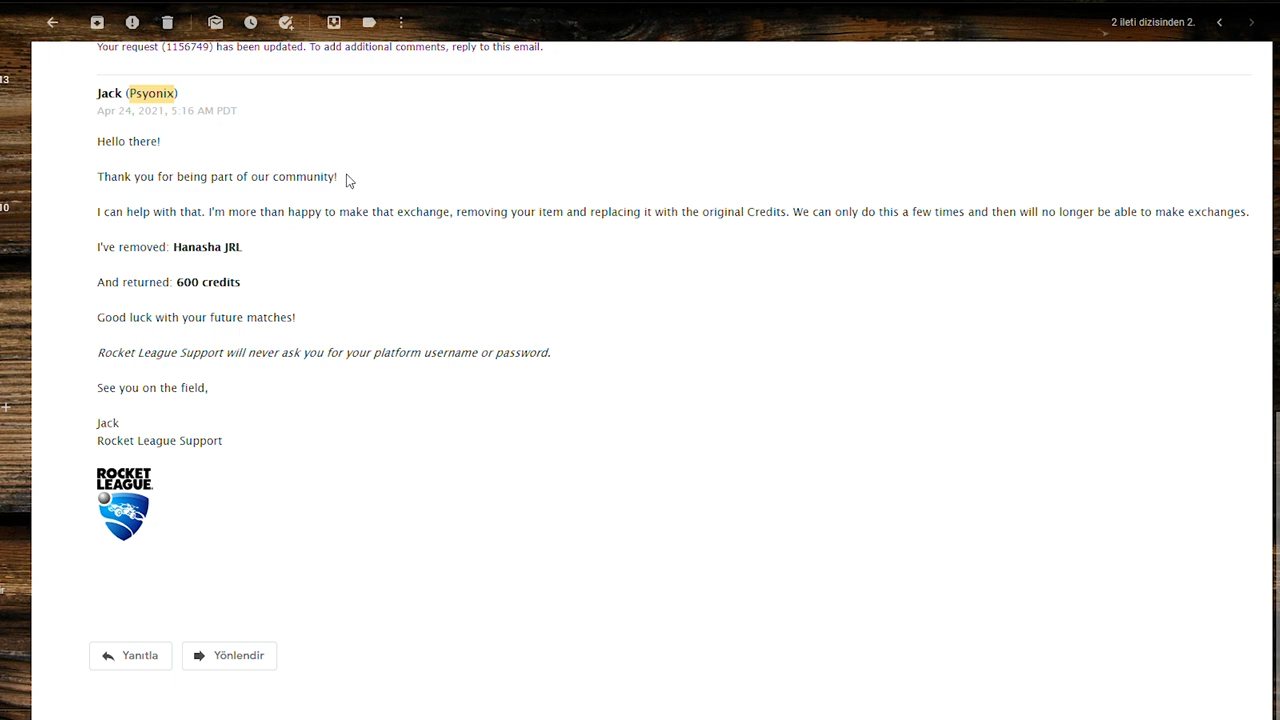 2 ileti dizisinden 2.
Your request (1156749) has been updated. To add additional comments, reply to this email.
13
Jack (Psyonix)
Apr 24, 2021, 5:16 AM PDT
Hello there!
Thank you for being part of our community!
10
I can help with that. I'm more than happy to make that exchange, removing your item and replacing it with the original Credits. We can only do this a few times and then will no longer be able to make exchanges.
I've removed: Hanasha JRL
And returned: 600 credits
Good luck with your future matches!
Rocket League Support will never ask you for your platform username or password.
See you on the field,
Jack
Rocket League Support
ROCKET
LEAGUE
Yanıtla
Yönlendir